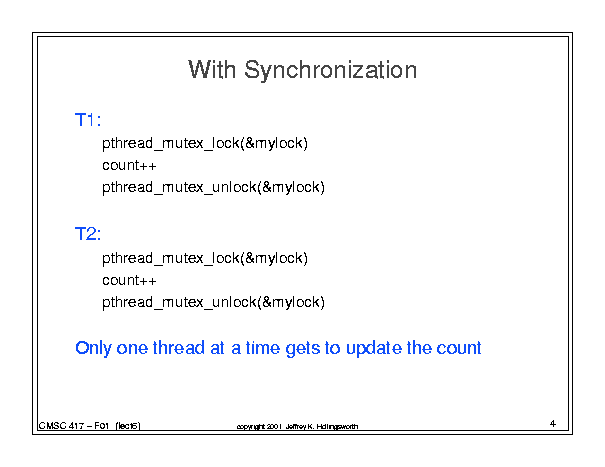 With Synchronization
T1:
pthread_mutex_lock(&mylock)
count++
pthread_mutex_unlock(&mylock)
T2:
pthread_mutex_lock(&mylock)
count++
pthread_mutex_unlock(&mylock)
Only one thread at a time gets to update the count
CMSC 417 – F01 (lect6)
copyright 2001 Jeffrey K. Hollingsworth
4